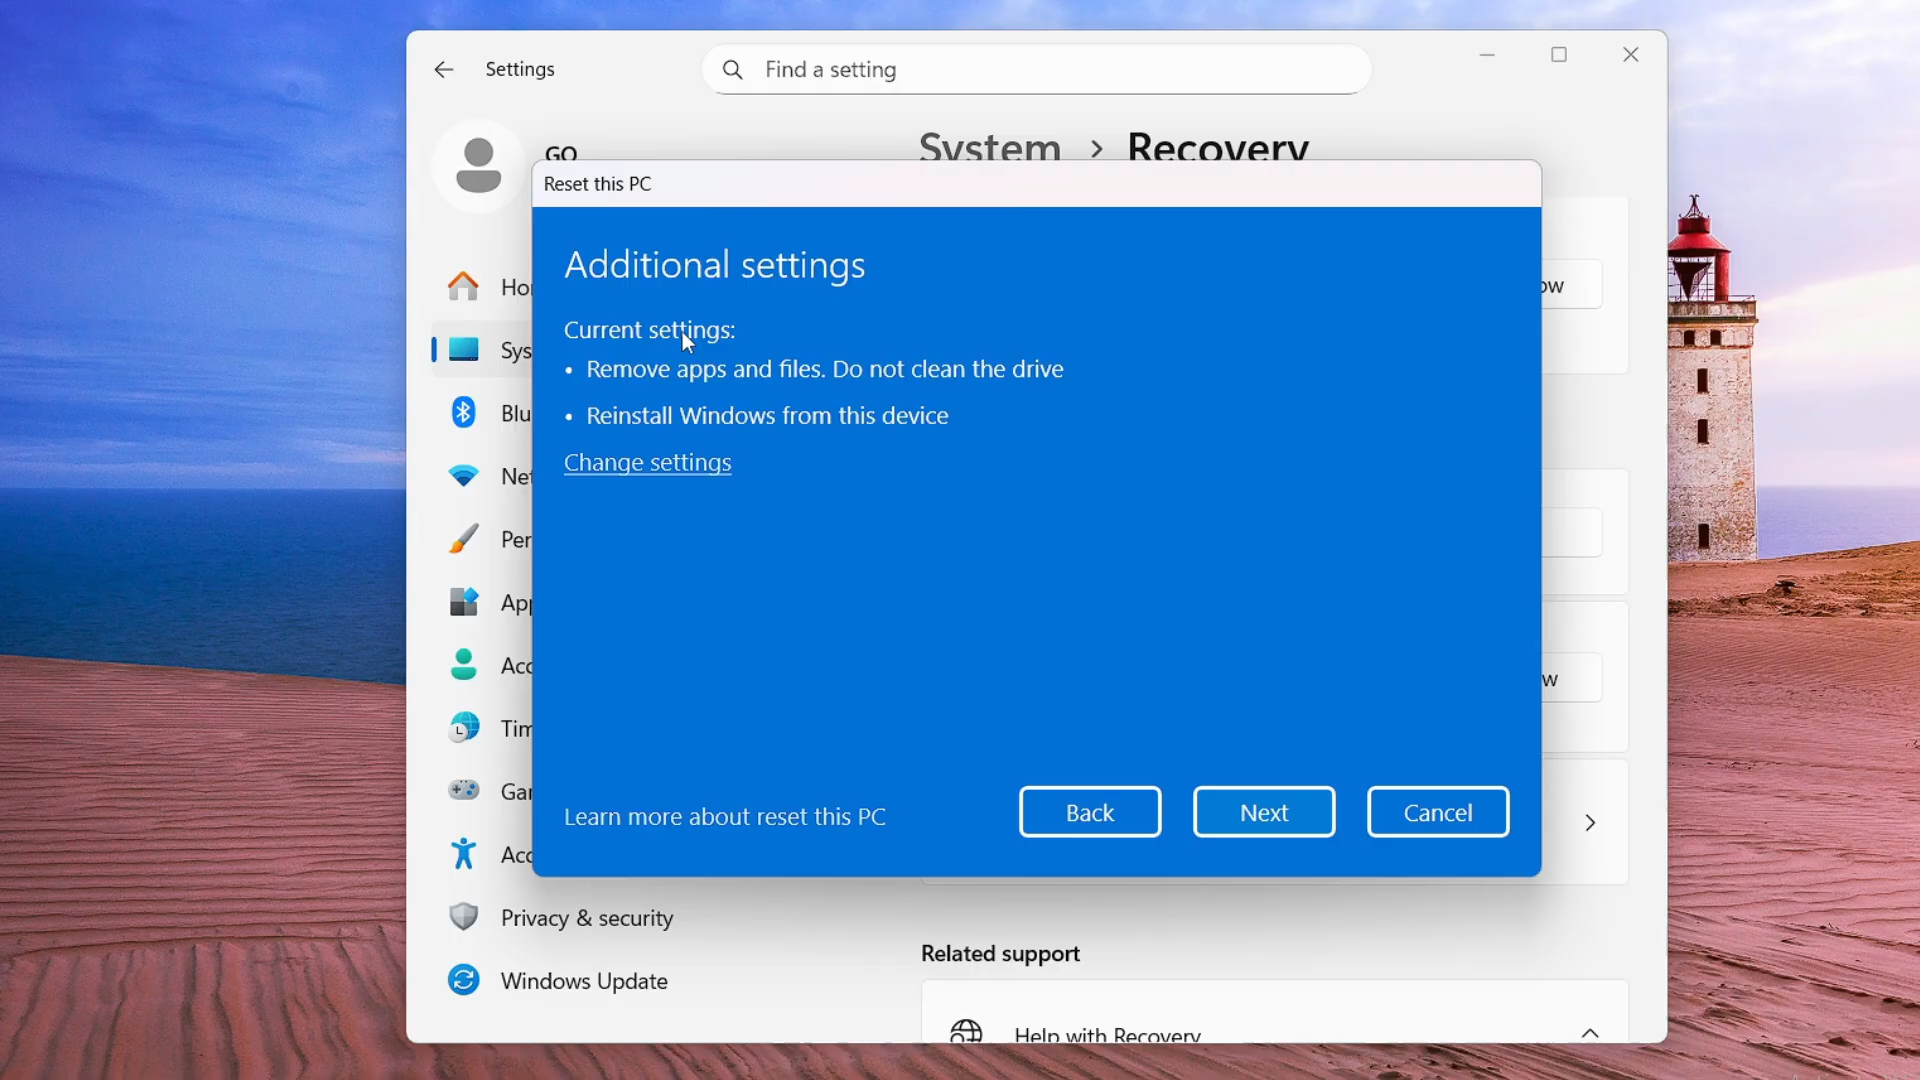 Settings
Find a setting
GO
System > Recovery
Reset this PC
Additional settings
Current settings:
• Remove apps and files. Do not clean the drive
• Reinstall Windows from this device
Change settings
Learn more about reset this PC
Back
Next
Cancel
Privacy & security
Windows Update
Related support
Help with Recovery